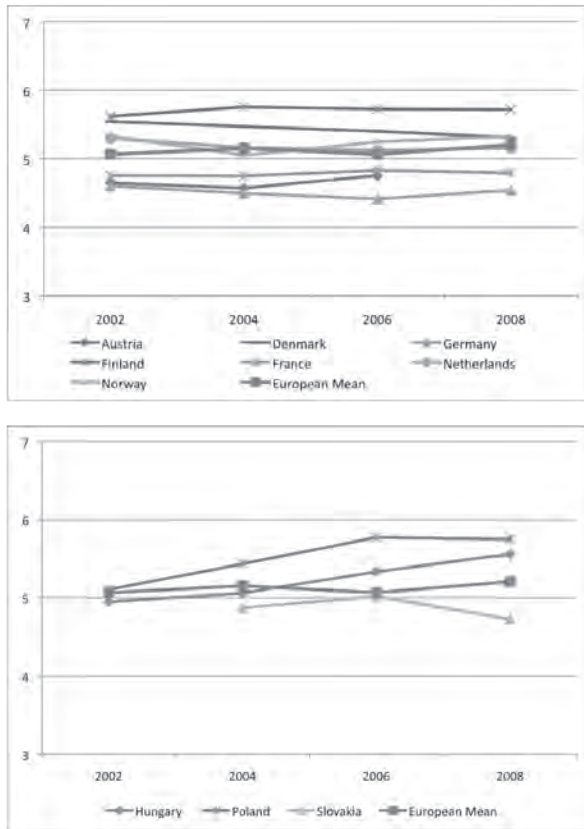 7
6
5
4
3
2002 2004 2006 2008
Austria Denmark Germany
Finland France Netherlands
Norway European Mean
7
6
5
4
3
2002 2004 2006 2008
Hungary Poland Slovakia European Mean